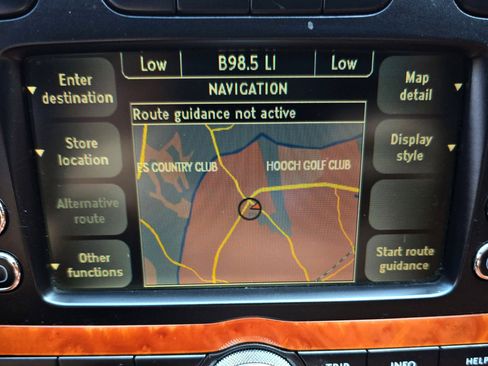 Low B98.5 LI Low
NAVIGATION
Enter
destination
Map
detail
Route guidance not active
Store
location
Display
style
ES COUNTRY CLUB
HOOCH GOLF CLUB
Alternative
route
Other
functions
Start route
guidance
TRIP
INFO
HELP